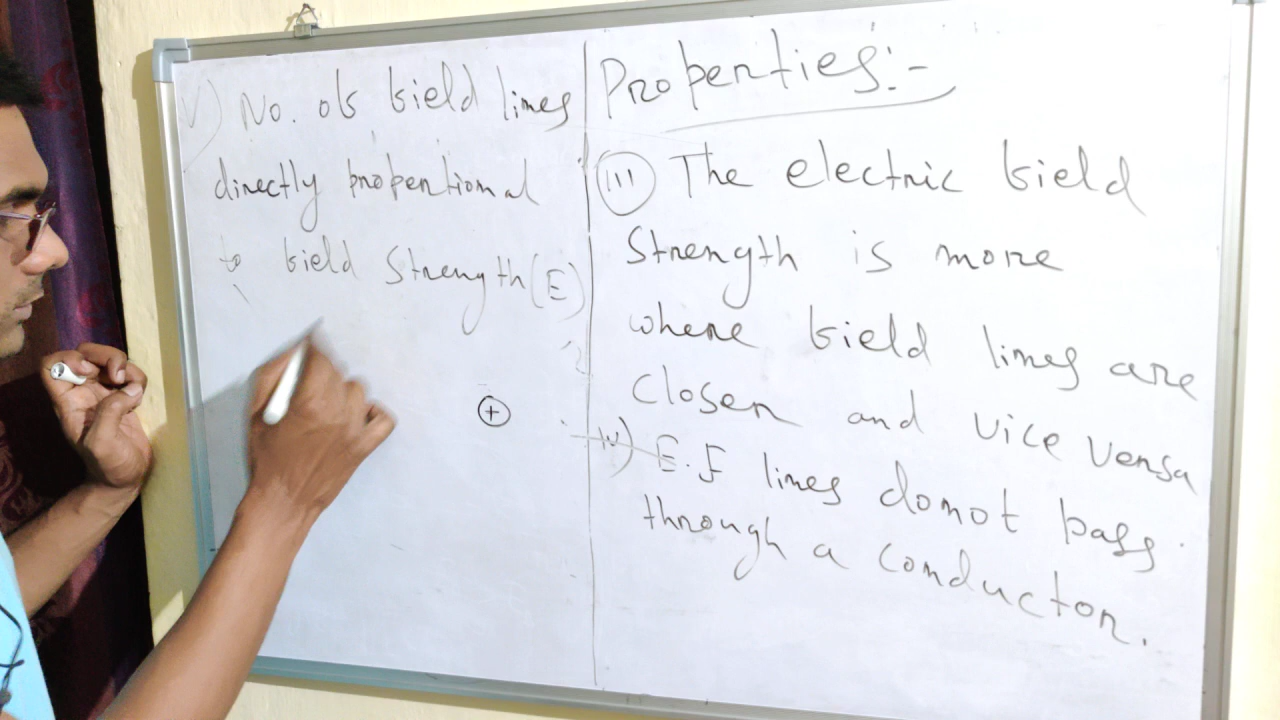 Properties:-
(iii) The electric field
Strength is more
where field lines are
Closer and vice versa
iv) E.F lines donot pass
through a conductor.
v) No. of field lines
directly propertional
to field Strength (E)
+